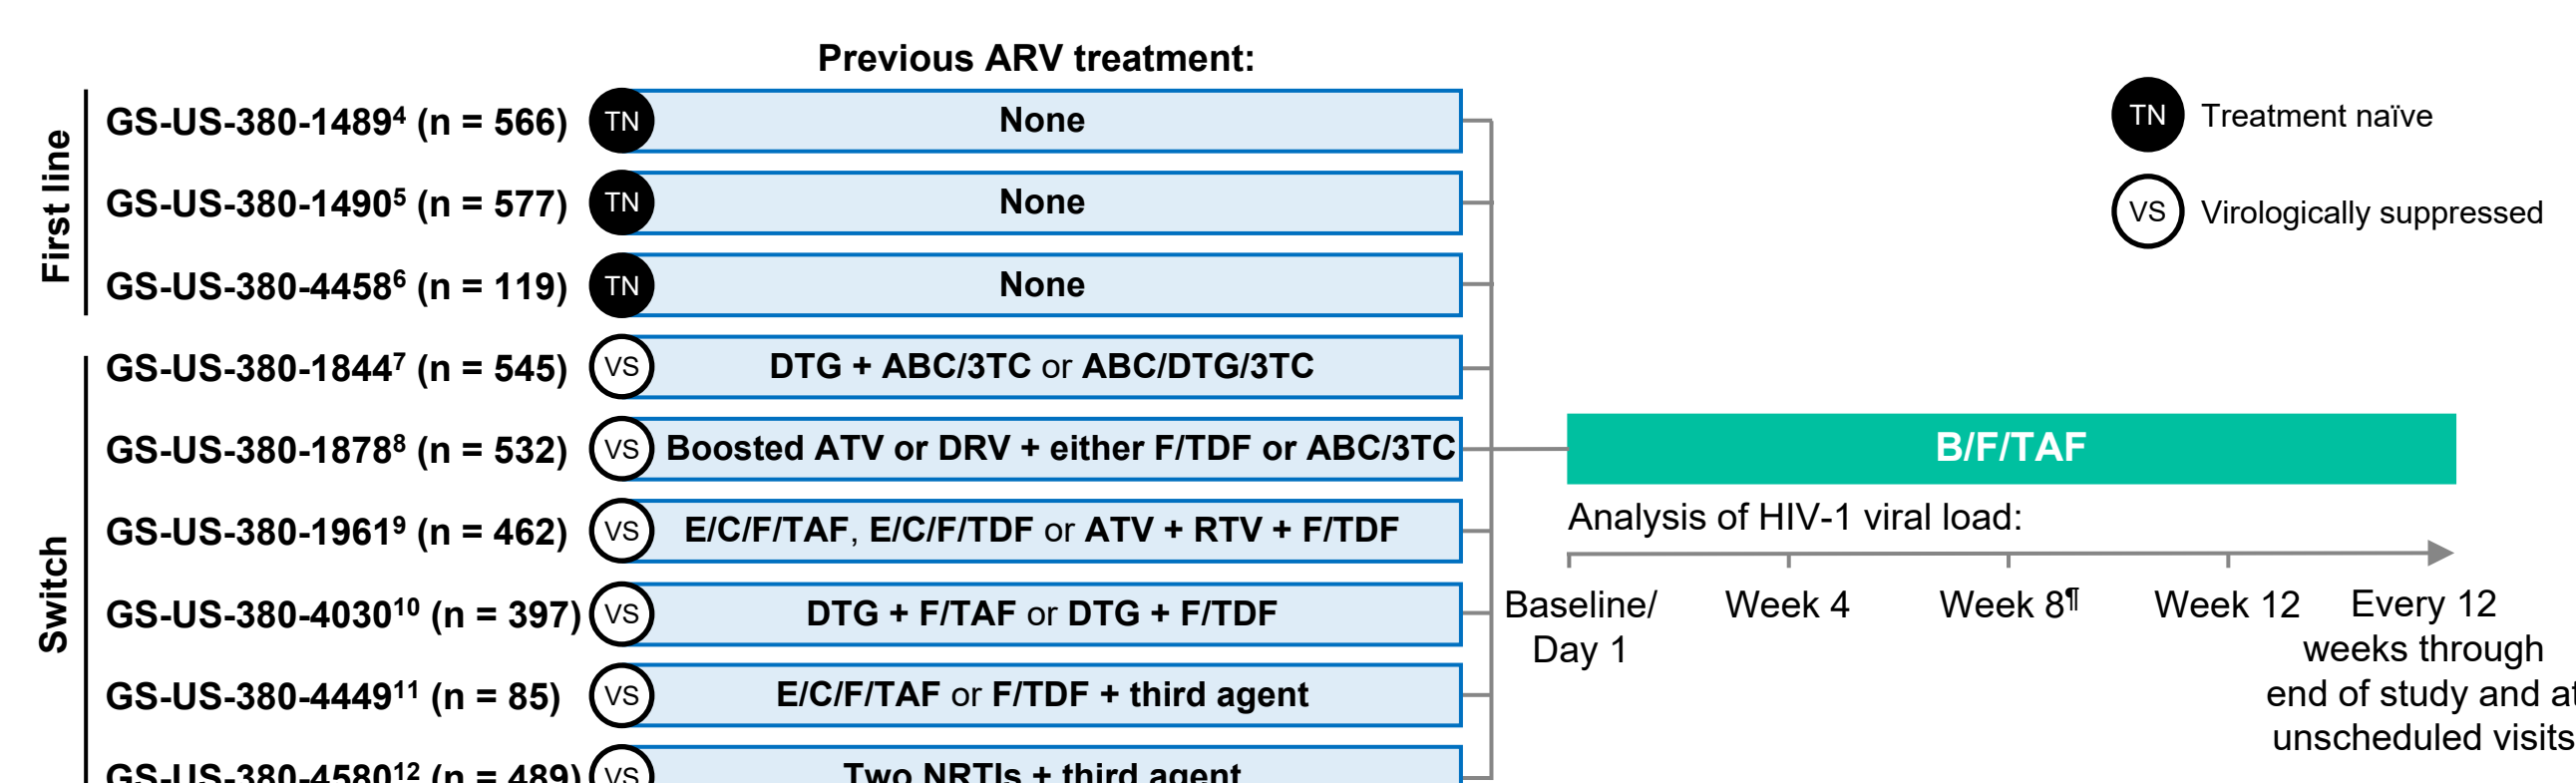 Previous ARV treatment:
First line
GS-US-380-1489⁴ (n = 566) TN None
GS-US-380-1490⁵ (n = 577) TN None
GS-US-380-4458⁶ (n = 119) TN None
Switch
GS-US-380-1844⁷ (n = 545) VS DTG + ABC/3TC or ABC/DTG/3TC
GS-US-380-1878⁸ (n = 532) VS Boosted ATV or DRV + either F/TDF or ABC/3TC
GS-US-380-1961⁹ (n = 462) VS E/C/F/TAF, E/C/F/TDF or ATV + RTV + F/TDF
GS-US-380-4030¹⁰ (n = 397) VS DTG + F/TAF or DTG + F/TDF
GS-US-380-4449¹¹ (n = 85) VS E/C/F/TAF or F/TDF + third agent
GS-US-380-4580¹² (n = 489) VS Two NRTIs + third agent
TN Treatment naïve
VS Virologically suppressed
B/F/TAF
Analysis of HIV-1 viral load:
Baseline/
Day 1
Week 4
Week 8¶
Week 12
Every 12
weeks through
end of study and at
unscheduled visits